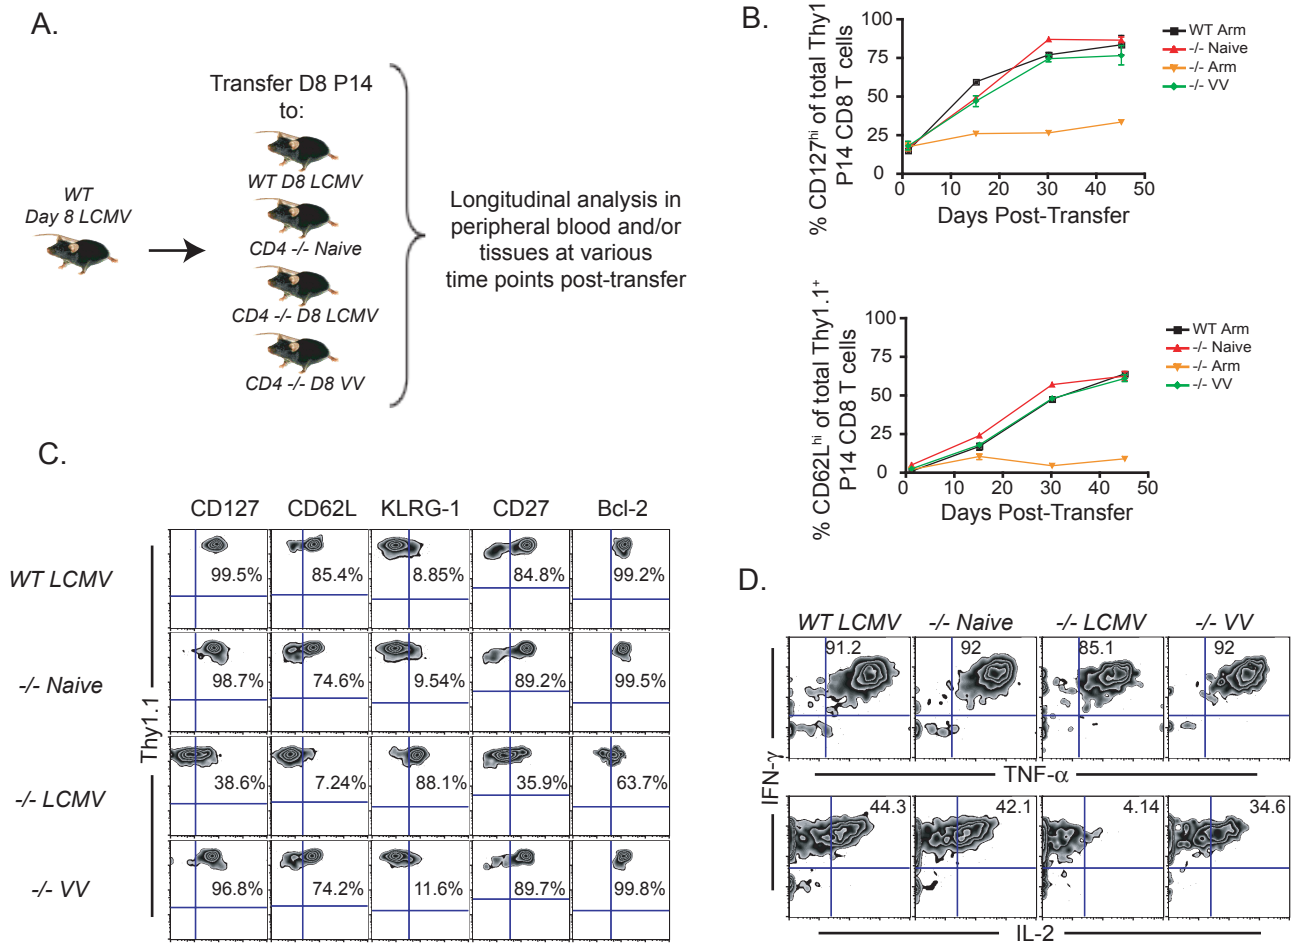 A.
WT
Day 8 LCMV
Transfer D8 P14
to:
WT D8 LCMV
CD4 -/- Naive
CD4 -/- D8 LCMV
CD4 -/- D8 VV
Longitudinal analysis in
peripheral blood and/or
tissues at various
time points post-transfer
B.
% CD127hi of total Thy1
P14 CD8 T cells
100
75
50
25
0
0 10 20 30 40 50
Days Post-Transfer
WT Arm
-/- Naive
-/- Arm
-/- VV
% CD62Lhi of total Thy1.1+
P14 CD8 T cells
100
75
50
25
0
0 10 20 30 40 50
Days Post-Transfer
WT Arm
-/- Naive
-/- Arm
-/- VV
C.
CD127 CD62L KLRG-1 CD27 Bcl-2
WT LCMV
99.5% 85.4% 8.85% 84.8% 99.2%
-/- Naive
98.7% 74.6% 9.54% 89.2% 99.5%
-/- LCMV
38.6% 7.24% 88.1% 35.9% 63.7%
-/- VV
96.8% 74.2% 11.6% 89.7% 99.8%
Thy1.1
D.
WT LCMV -/- Naive -/- LCMV -/- VV
91.2 92 85.1 92
TNF-α
44.3 42.1 4.14 34.6
IL-2
IFN-γ